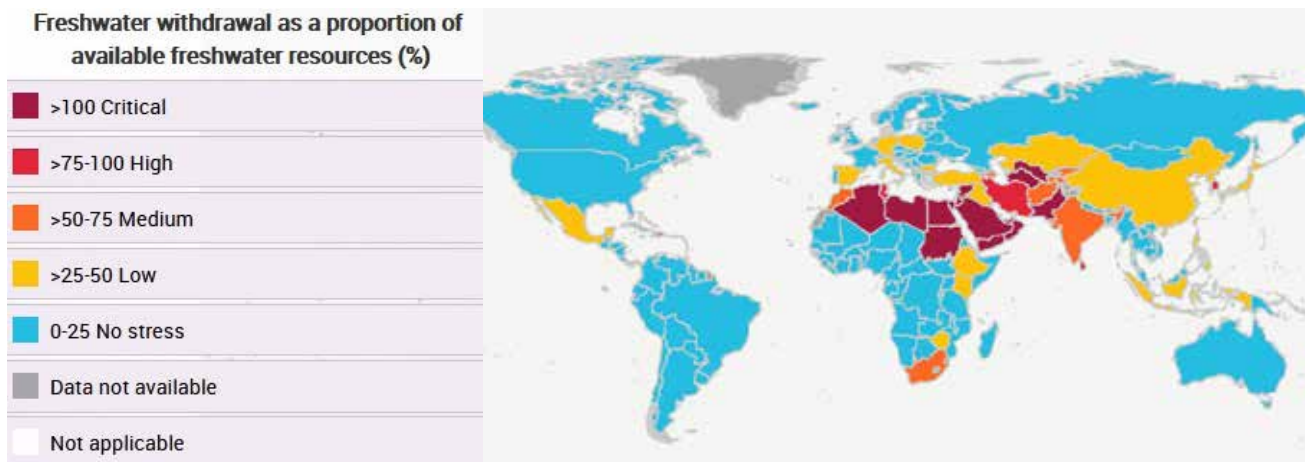 Freshwater withdrawal as a proportion of
available freshwater resources (%)
>100 Critical
>75-100 High
>50-75 Medium
>25-50 Low
0-25 No stress
Data not available
Not applicable